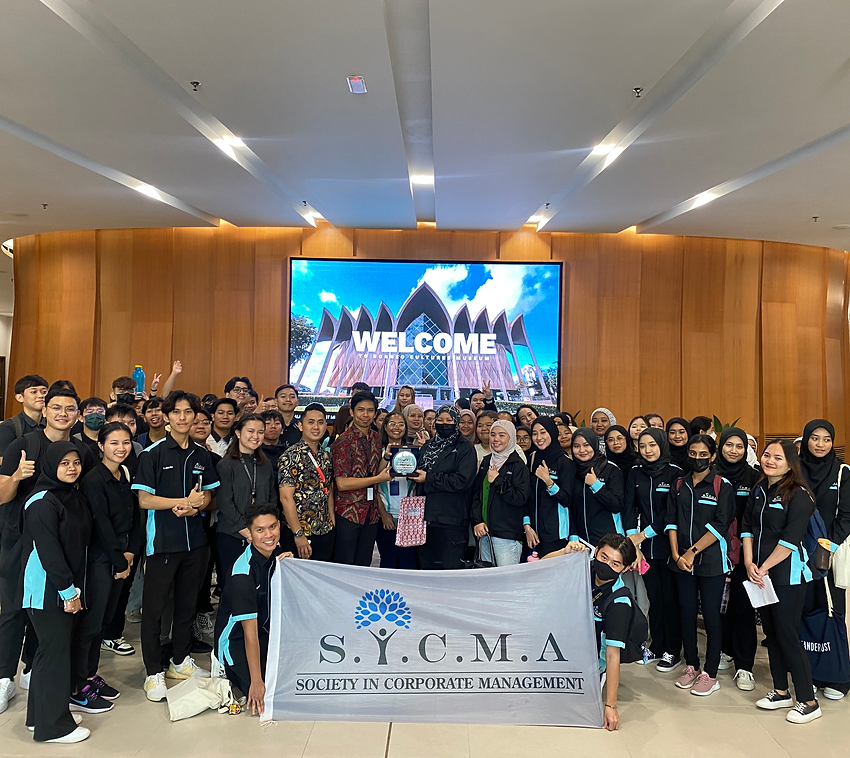 WELCOME
TO BORNEO CULTURES MUSEUM
S.Y.C.M.A
SOCIETY IN CORPORATE MANAGEMENT